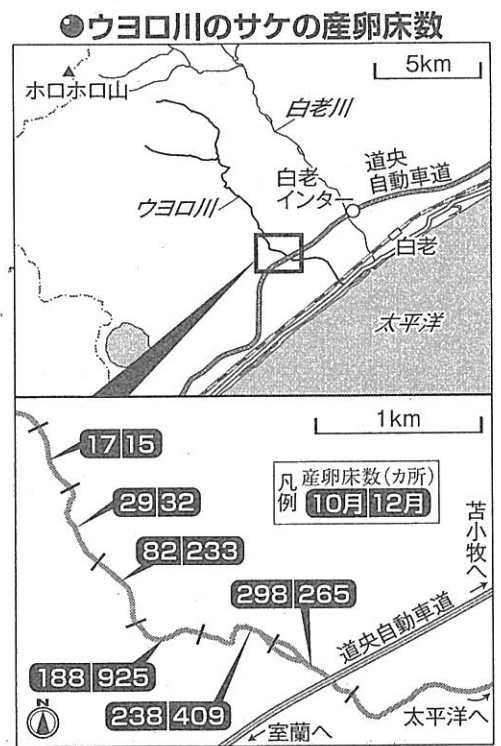 ●ウヨロ川のサケの産卵床数
5km
▲
ホロホロ山
白老川
道央
自動車道
白老
インター
ウヨロ川
白老
太平洋
1km
17 15
凡例
産卵床数(カ所)
10月 12月
29 32
苫小牧へ
82 233
298 265
道央自動車道
188 925
238 409
太平洋へ
N
室蘭へ